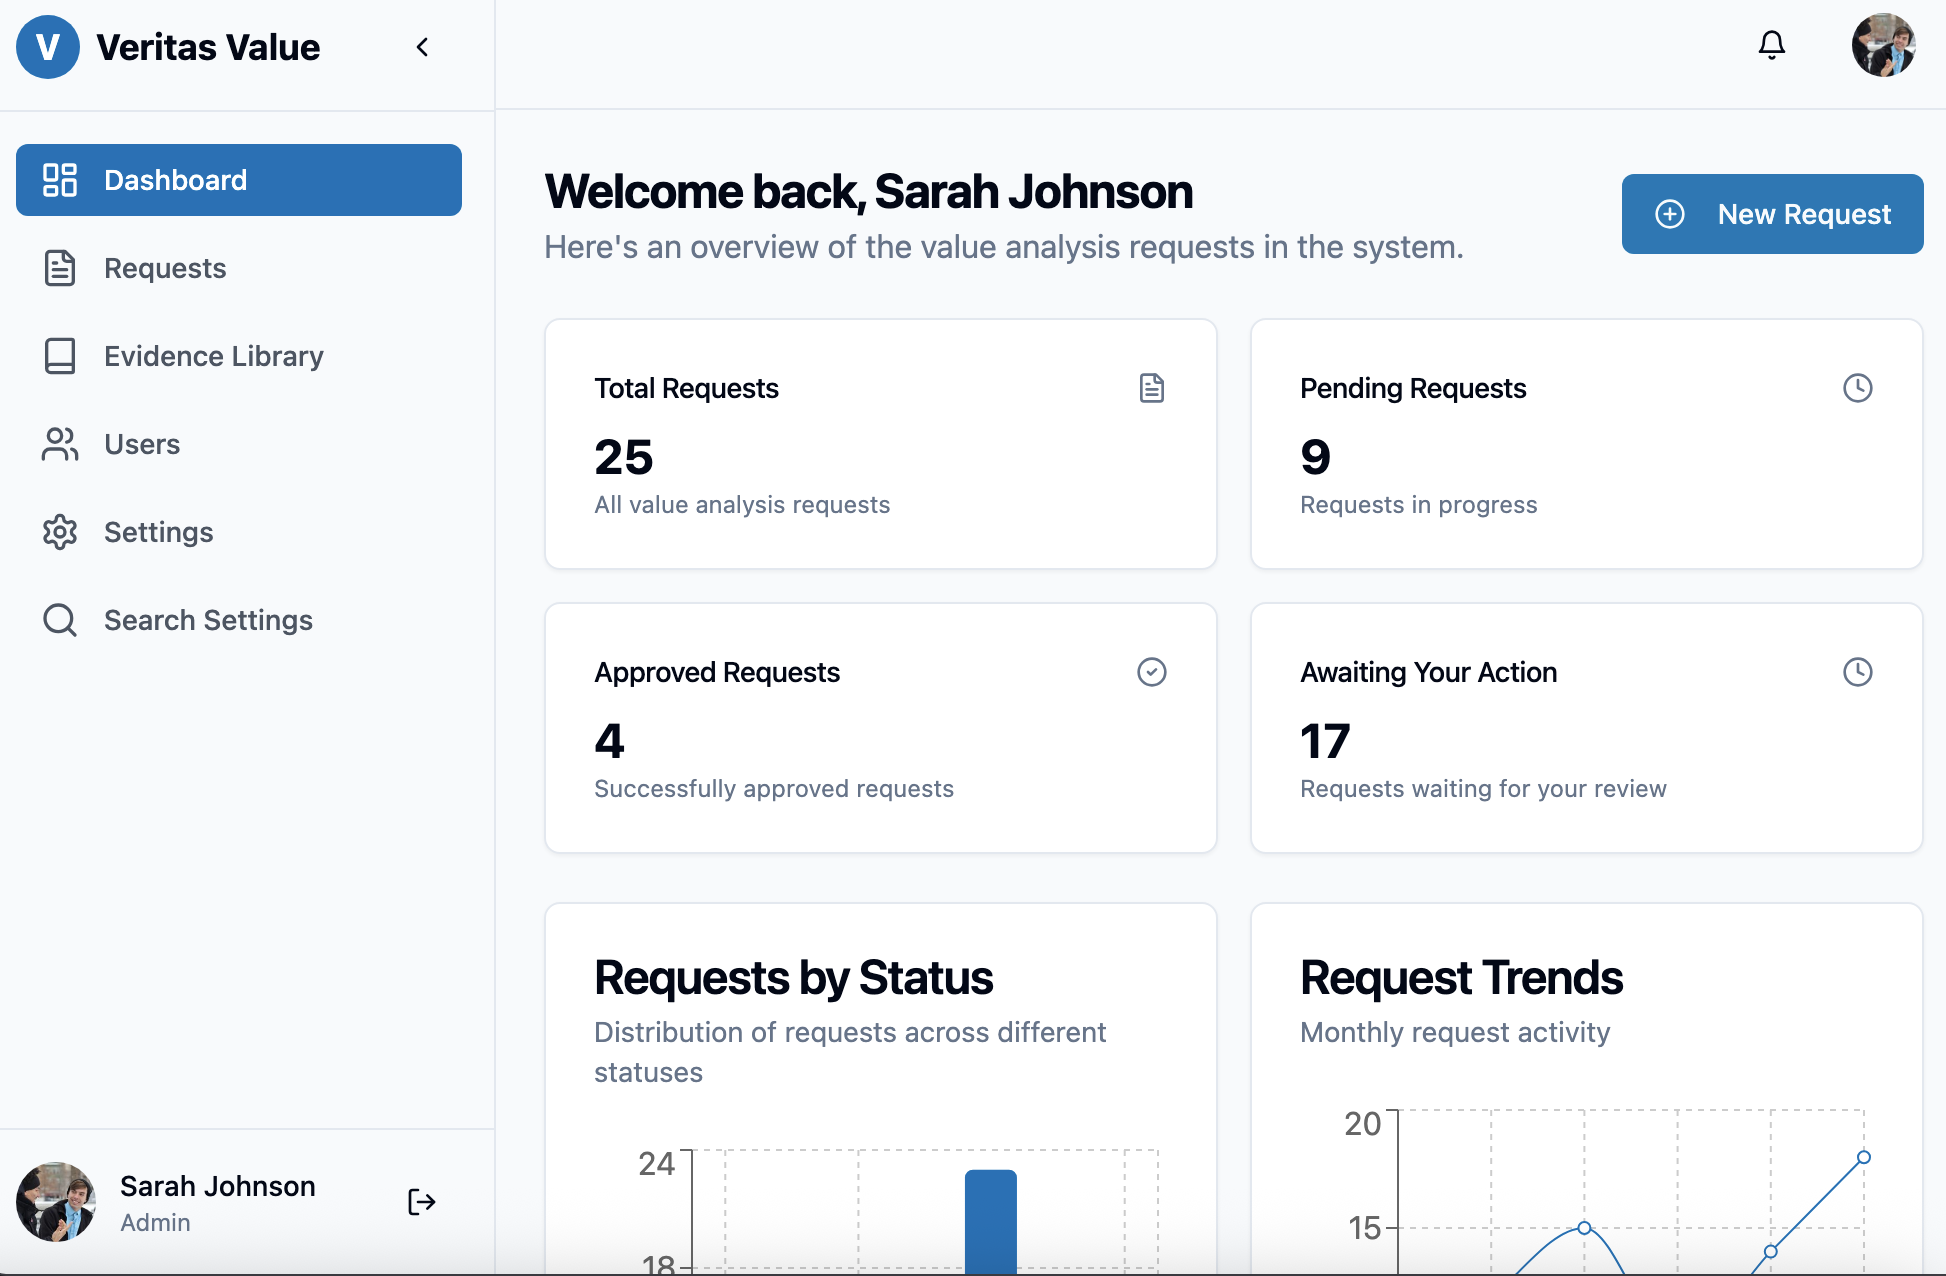 V Veritas Value
Dashboard
Requests
Evidence Library
Users
Settings
Search Settings
Sarah Johnson
Admin
Welcome back, Sarah Johnson
Here's an overview of the value analysis requests in the system.
New Request
Total Requests
25
All value analysis requests
Pending Requests
9
Requests in progress
Approved Requests
4
Successfully approved requests
Awaiting Your Action
17
Requests waiting for your review
Requests by Status
Distribution of requests across different
statuses
24
18
Request Trends
Monthly request activity
20
15